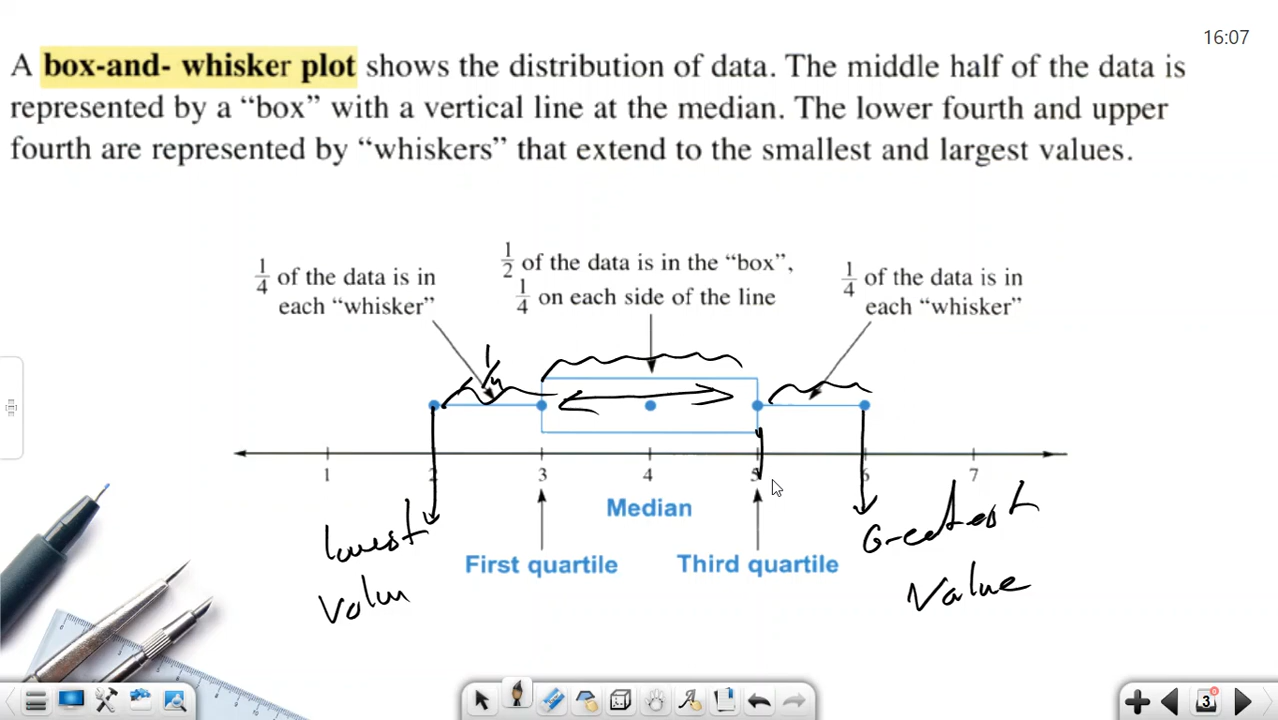 16:07
A box-and- whisker plot shows the distribution of data. The middle half of the data is
represented by a “box” with a vertical line at the median. The lower fourth and upper
fourth are represented by “whiskers” that extend to the smallest and largest values.
1/4 of the data is in
each “whisker”
1/2 of the data is in the “box”,
1/4 on each side of the line
1/4 of the data is in
each “whisker”
1/4
1 2 3 4 5 6 7
Median
First quartile
Third quartile
lowest
Greatest
Value
3